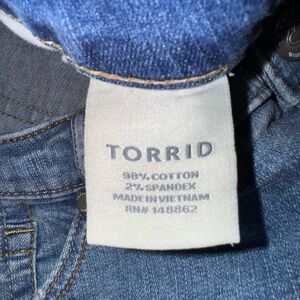 TORRID
98% COTTON
2% SPANDEX
MADE IN VIETNAM
RN# 148862